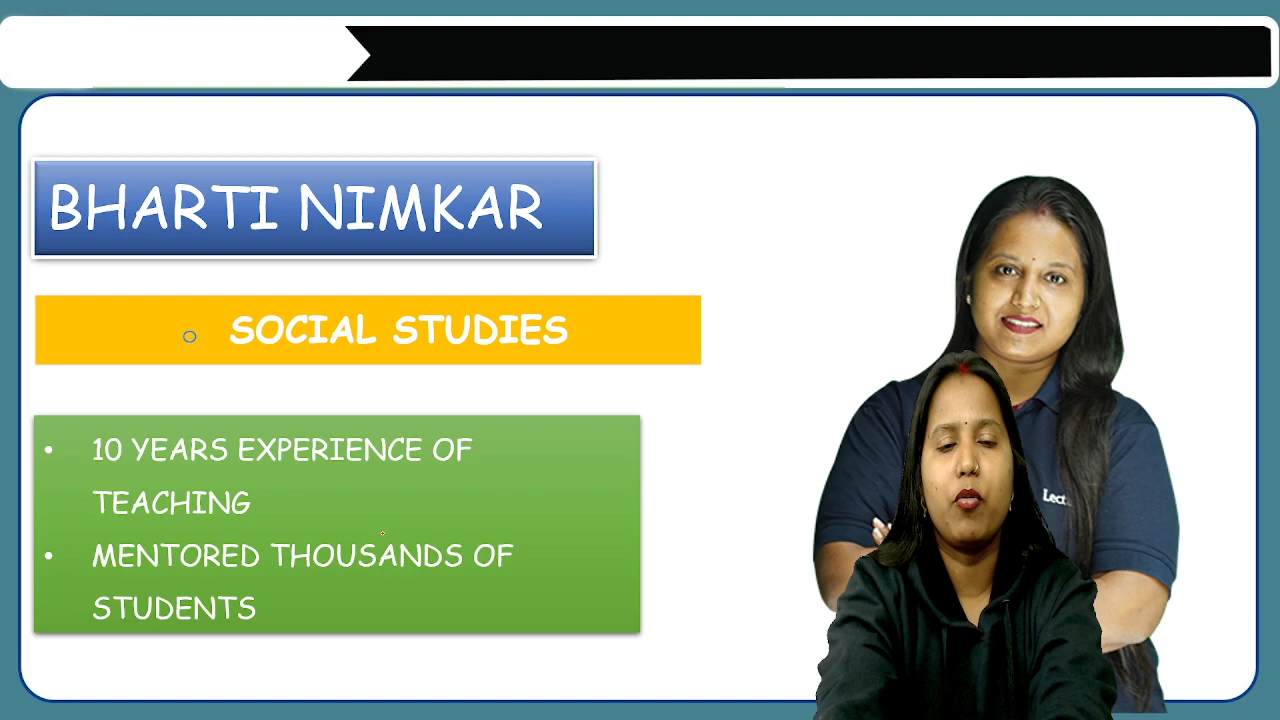 BHARTI NIMKAR
SOCIAL STUDIES
• 10 YEARS EXPERIENCE OF
TEACHING
• MENTORED THOUSANDS OF
STUDENTS